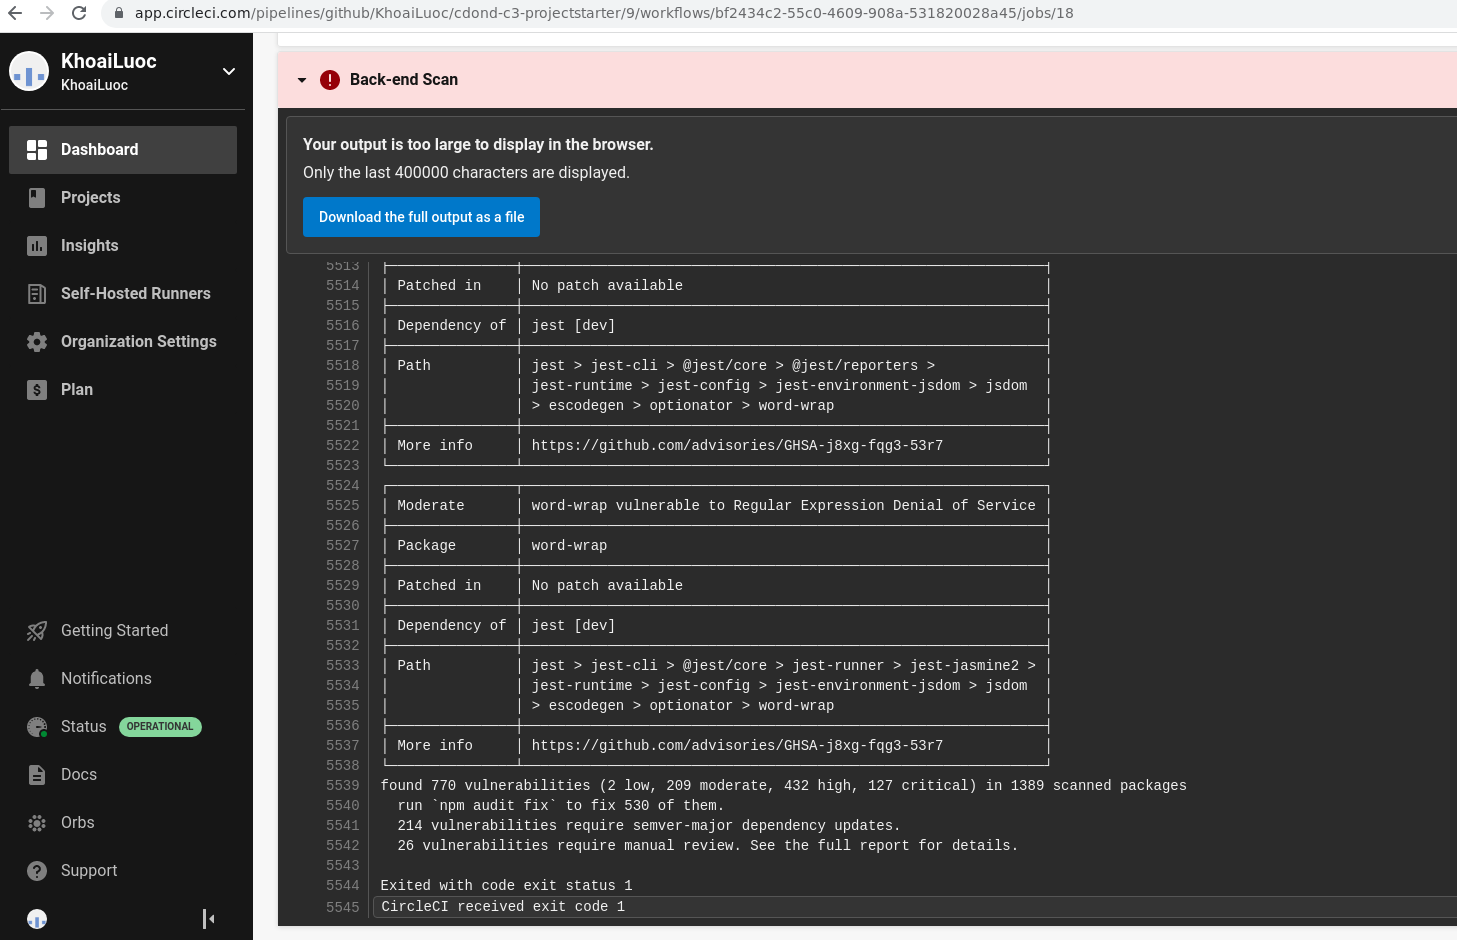 app.circleci.com/pipelines/github/KhoaiLuoc/cdond-c3-projectstarter/9/workflows/bf2434c2-55c0-4609-908a-531820028a45/jobs/18
KhoaiLuoc
KhoaiLuoc
Dashboard
Projects
Insights
Self-Hosted Runners
Organization Settings
Plan
Getting Started
Notifications
Status OPERATIONAL
Docs
Orbs
Support
Back-end Scan
Your output is too large to display in the browser.
Only the last 400000 characters are displayed.
Download the full output as a file
5513
5514 Patched in No patch available
5515
5516 Dependency of jest [dev]
5517
5518 Path jest > jest-cli > @jest/core > @jest/reporters >
5519 jest-runtime > jest-config > jest-environment-jsdom > jsdom
5520 > escodegen > optionator > word-wrap
5521
5522 More info https://github.com/advisories/GHSA-j8xg-fqg3-53r7
5523
5524
5525 Moderate word-wrap vulnerable to Regular Expression Denial of Service
5526
5527 Package word-wrap
5528
5529 Patched in No patch available
5530
5531 Dependency of jest [dev]
5532
5533 Path jest > jest-cli > @jest/core > jest-runner > jest-jasmine2 >
5534 jest-runtime > jest-config > jest-environment-jsdom > jsdom
5535 > escodegen > optionator > word-wrap
5536
5537 More info https://github.com/advisories/GHSA-j8xg-fqg3-53r7
5538
5539 found 770 vulnerabilities (2 low, 209 moderate, 432 high, 127 critical) in 1389 scanned packages
5540 run `npm audit fix` to fix 530 of them.
5541 214 vulnerabilities require semver-major dependency updates.
5542 26 vulnerabilities require manual review. See the full report for details.
5543
5544 Exited with code exit status 1
5545 CircleCI received exit code 1